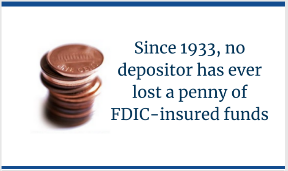 Since 1933, no
depositor has ever
lost a penny of
FDIC-insured funds